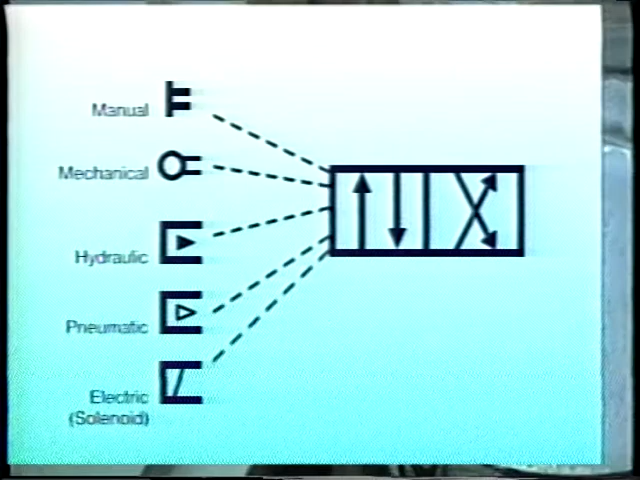 Manual
Mechanical
Hydraulic
Pneumatic
Electric
(Solenoid)